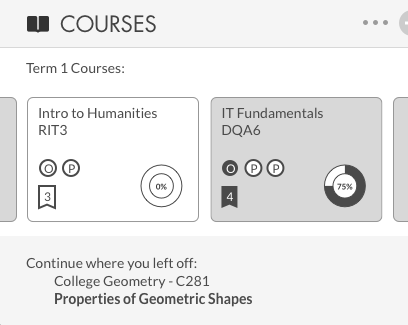 COURSES
Term 1 Courses:
Intro to Humanities
RIT3
O P
3
0%
IT Fundamentals
DQA6
O P P
4
75%
Continue where you left off:
College Geometry - C281
Properties of Geometric Shapes